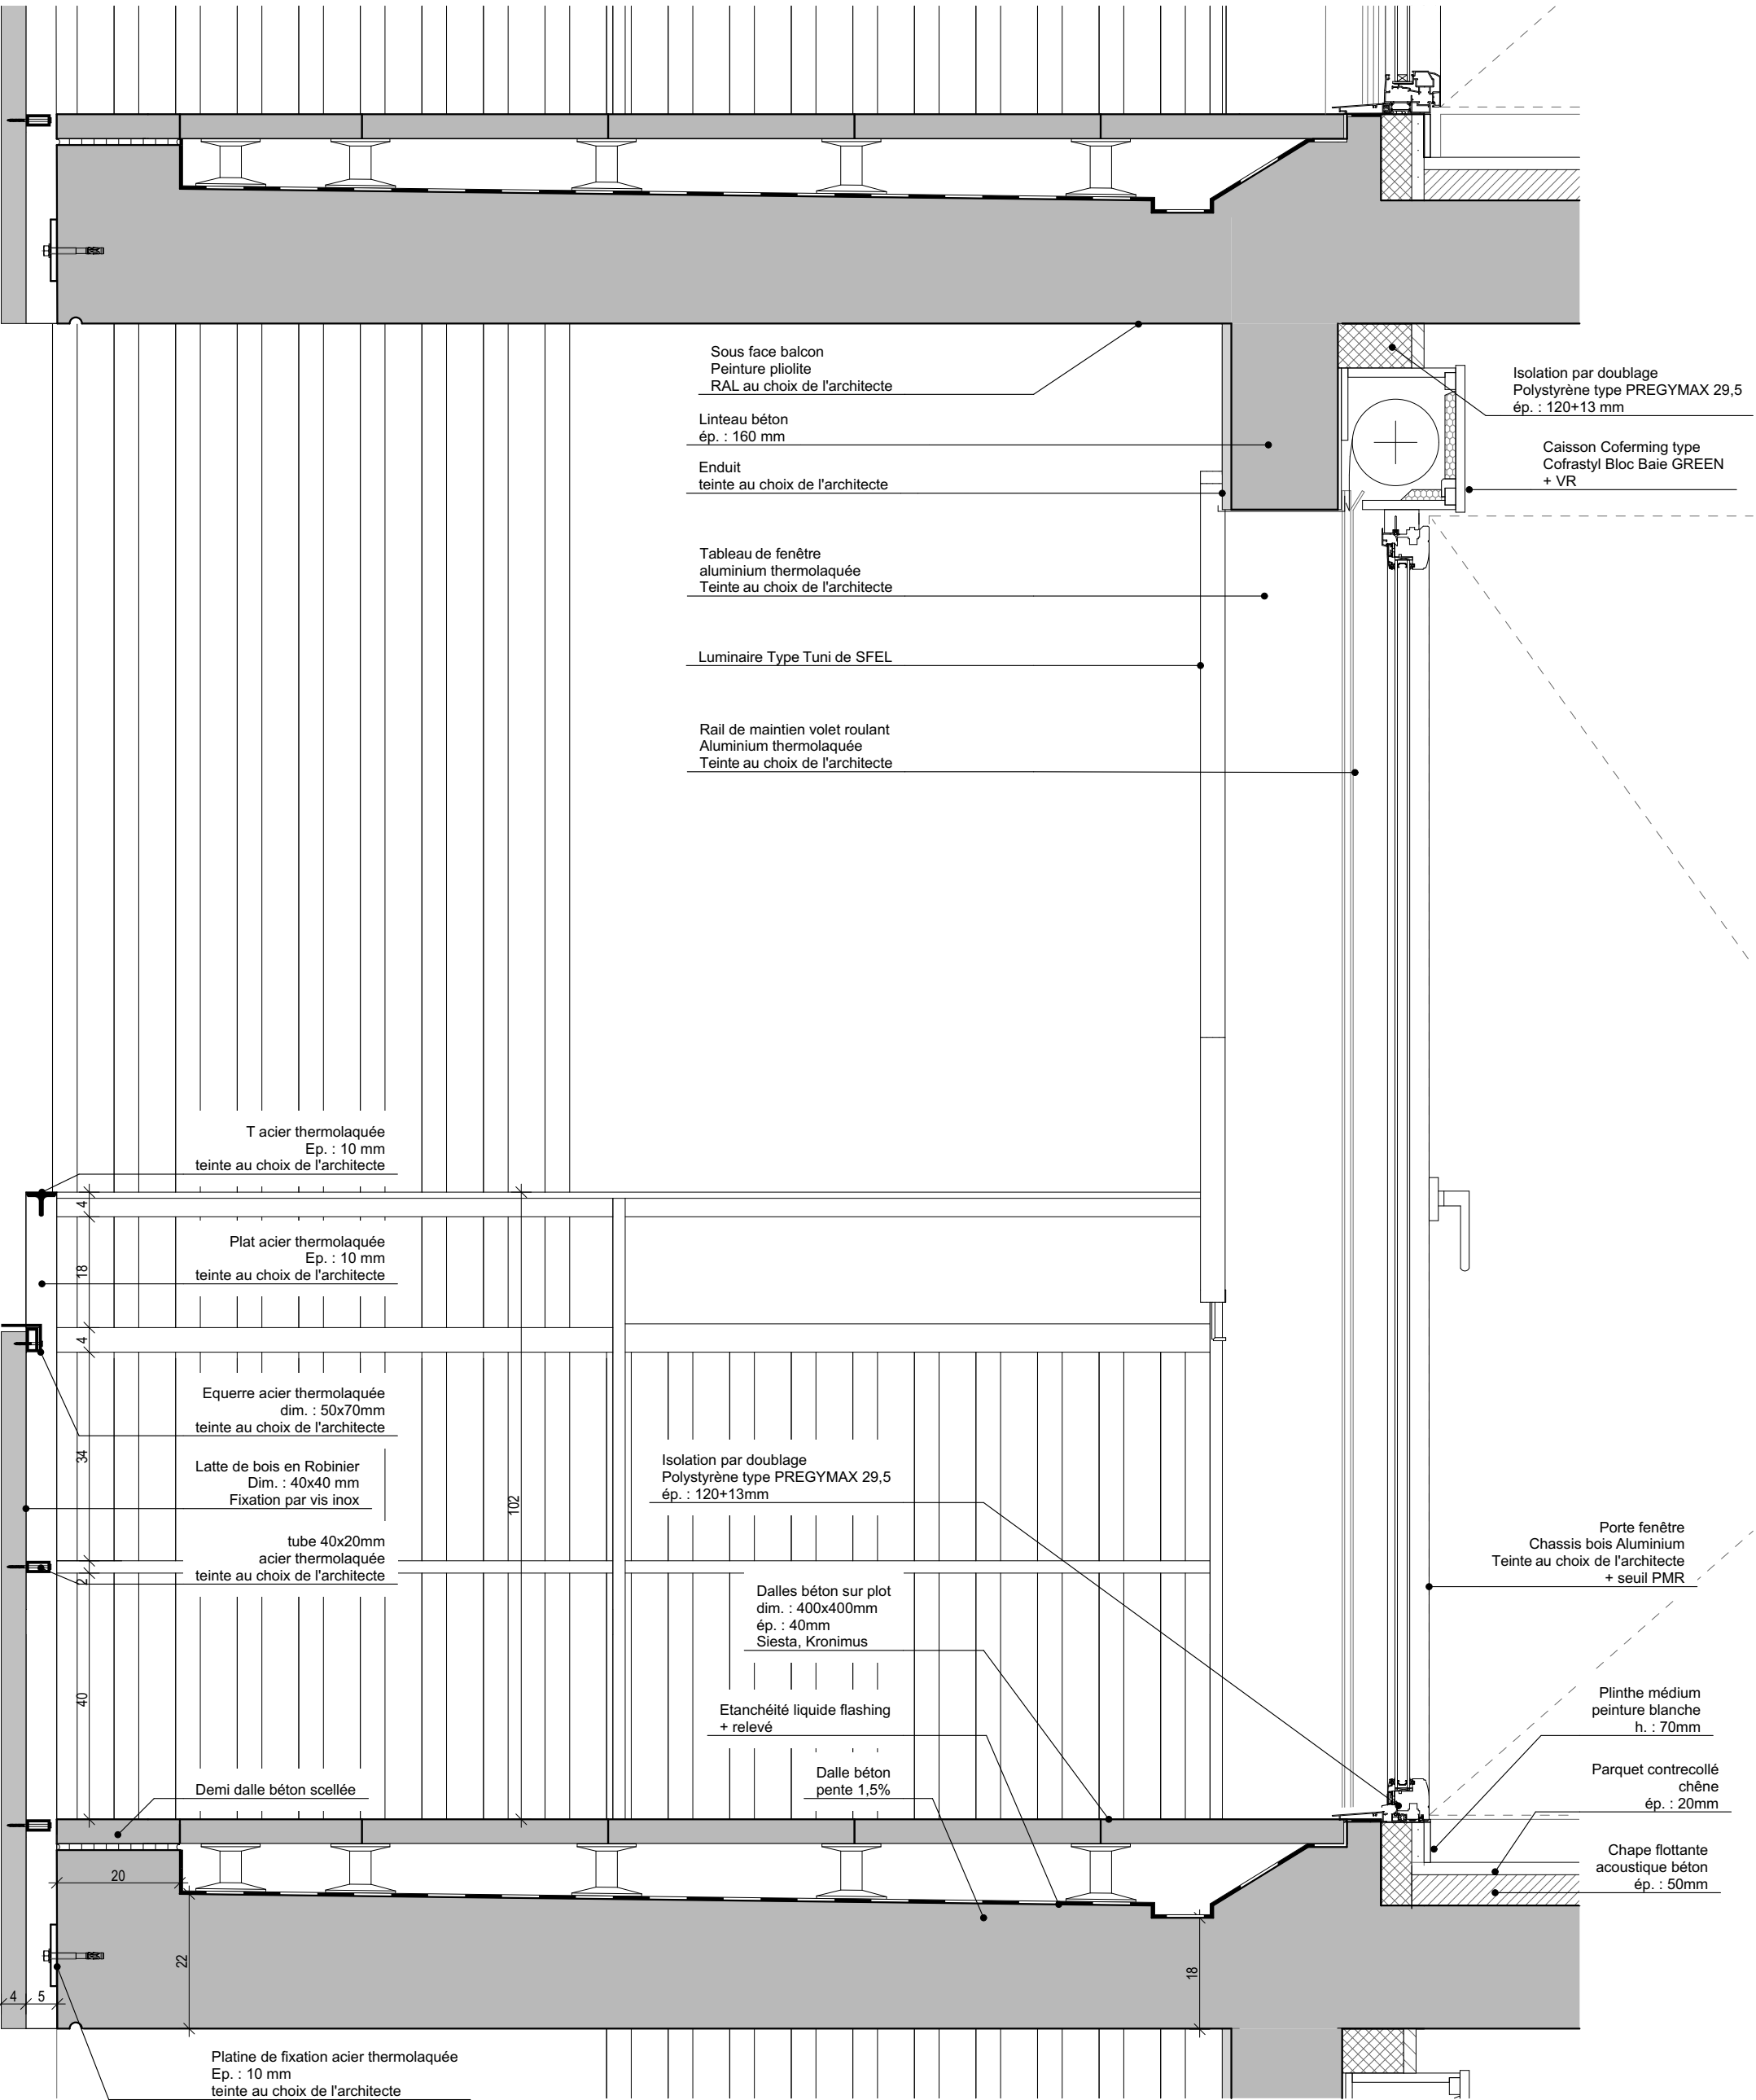 Sous face balcon
Peinture pliolite
RAL au choix de l'architecte
Isolation par doublage
Polystyrène type PREGYMAX 29,5
ép. : 120+13 mm
Linteau béton
ép. : 160 mm
Caisson Coferming type
Cofrastyl Bloc Baie GREEN
+ VR
Enduit
teinte au choix de l'architecte
Tableau de fenêtre
aluminium thermolaquée
Teinte au choix de l'architecte
Luminaire Type Tuni de SFEL
Rail de maintien volet roulant
Aluminium thermolaquée
Teinte au choix de l'architecte
T acier thermolaquée
Ep. : 10 mm
teinte au choix de l'architecte
4
Plat acier thermolaquée
Ep. : 10 mm
teinte au choix de l'architecte
18
4
Equerre acier thermolaquée
dim. : 50x70mm
teinte au choix de l'architecte
34
Latte de bois en Robinier
Dim. : 40x40 mm
Fixation par vis inox
102
Isolation par doublage
Polystyrène type PREGYMAX 29,5
ép. : 120+13mm
tube 40x20mm
acier thermolaquée
teinte au choix de l'architecte
2
Porte fenêtre
Chassis bois Aluminium
Teinte au choix de l'architecte
+ seuil PMR
Dalles béton sur plot
dim. : 400x400mm
ép. : 40mm
Siesta, Kronimus
40
Etanchéité liquide flashing
+ relevé
Plinthe médium
peinture blanche
h. : 70mm
Demi dalle béton scellée
Dalle béton
pente 1,5%
Parquet contrecollé
chêne
ép. : 20mm
Chape flottante
acoustique béton
ép. : 50mm
20
22
18
4
5
Platine de fixation acier thermolaquée
Ep. : 10 mm
teinte au choix de l'architecte